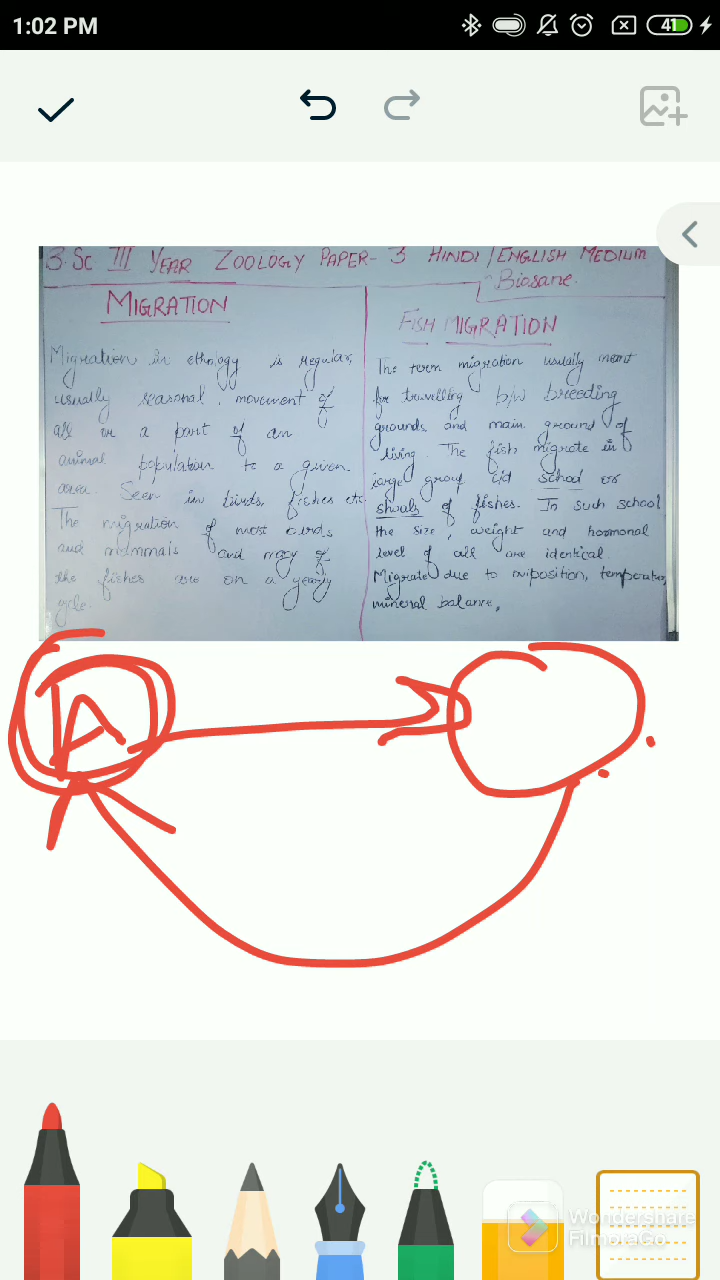 1:02 PM
41
B.Sc III YEAR ZOOLOGY PAPER- 3 HINDI/ENGLISH MEDIUM
Biosane.
MIGRATION
Migration in ethology is regular,
usually seasonal, movement of
all or a part of an
animal population to a given
area. Seen in birds, fishes etc
The migration of most birds
and mammals and many of
the fishes are on a yearly
cycle.
FISH MIGRATION
The term migration usually meant
for travelling b/w breeding
grounds and main ground of
living. The fish migrate in
large group c/d school or
shoals of fishes. In such school
the size, weight and hormonal
level of all are identical.
Migrate due to oviposition, temperature,
mineral balance,
A
Wondershare
FilmoraGo